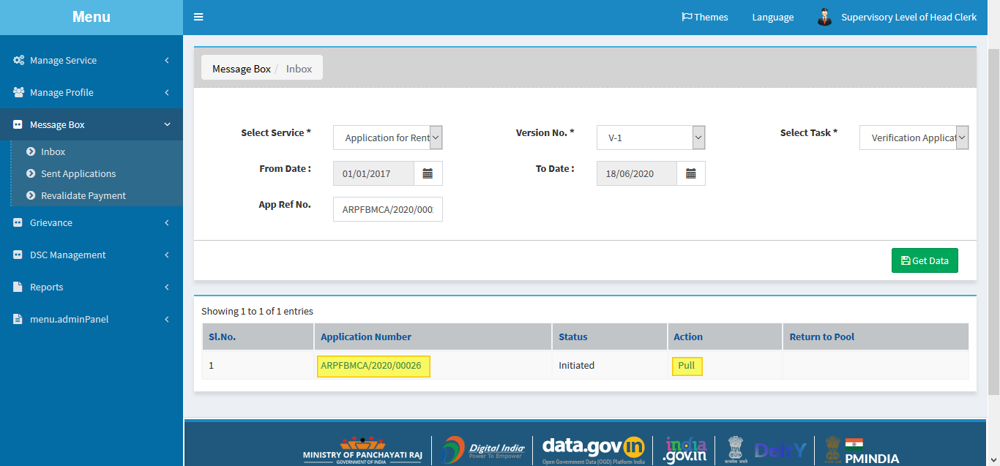 Menu
Themes
Language
Supervisory Level of Head Clerk
Manage Service
Manage Profile
Message Box
Inbox
Sent Applications
Revalidate Payment
Grievance
DSC Management
Reports
menu.adminPanel
Message Box / Inbox
Select Service * Application for Rent
Version No. * V-1
Select Task * Verification Applicat
From Date : 01/01/2017
To Date : 18/06/2020
App Ref No. ARPFBMCA/2020/000
Get Data
Showing 1 to 1 of 1 entries
Sl.No. Application Number Status Action Return to Pool
1 ARPFBMCA/2020/00026 Initiated Pull
MINISTRY OF PANCHAYATI RAJ
GOVERNMENT OF INDIA
Digital India
Power To Empower
data.gov in
Open Government Data (OGD) Platform India
india
.gov.in
सत्यमेव जयते
DeitY
PMINDIA